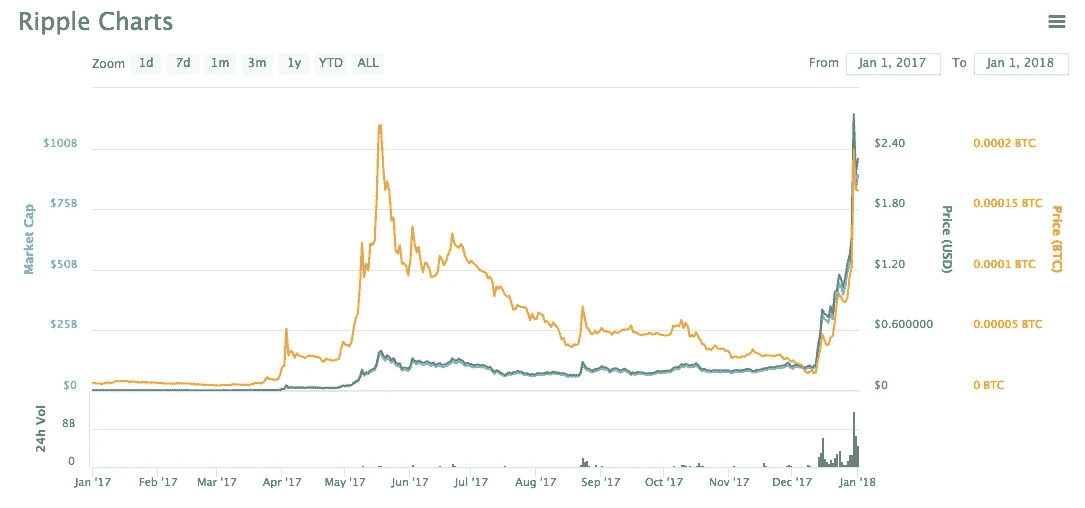 Ripple Charts
Zoom 1d 7d 1m 3m 1y YTD ALL
From Jan 1, 2017 To Jan 1, 2018
Market Cap
$100B
$75B
$50B
$25B
$0
$2.40
$1.80
$1.20
$0.600000
$0
Price (USD)
0.0002 BTC
0.00015 BTC
0.0001 BTC
0.00005 BTC
0 BTC
Price (BTC)
24h Vol
8B
0
Jan '17 Feb '17 Mar '17 Apr '17 May '17 Jun '17 Jul '17 Aug '17 Sep '17 Oct '17 Nov '17 Dec '17 Jan '18